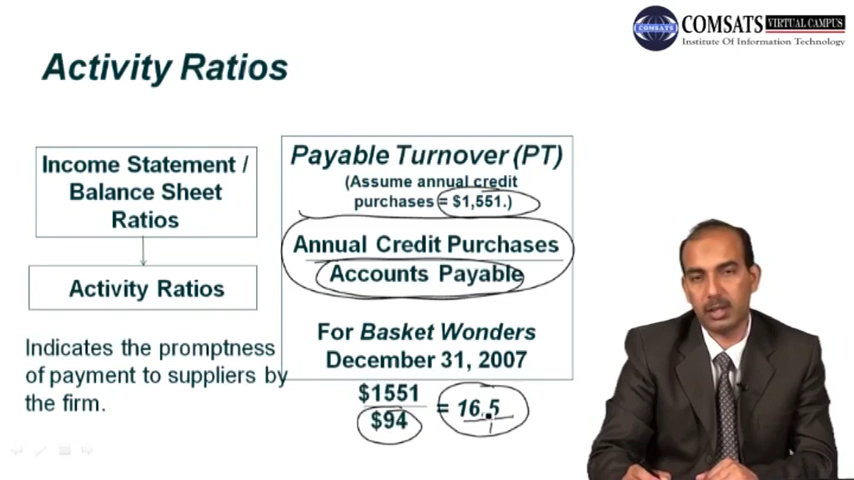 COMSATS VIRTUAL CAMPUS
COMSATS
Institute Of Information Technology
Activity Ratios
Income Statement /
Balance Sheet
Ratios
Activity Ratios
Indicates the promptness
of payment to suppliers by
the firm.
Payable Turnover (PT)
(Assume annual credit
purchases = $1,551.)
Annual Credit Purchases
Accounts Payable
For Basket Wonders
December 31, 2007
$1551
$94
= 16.5